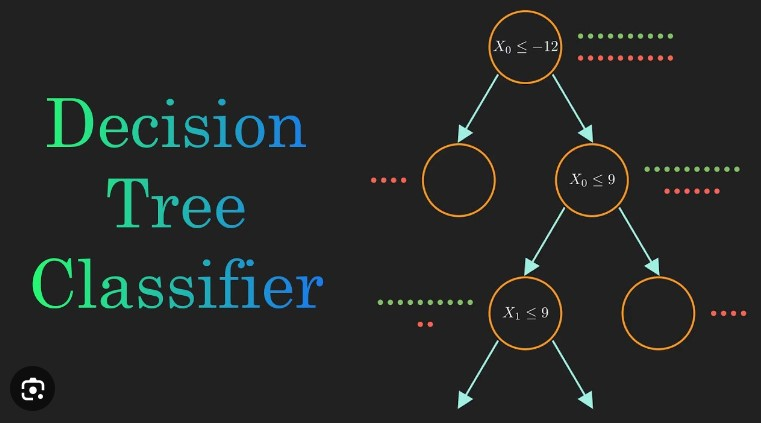 Decision
Tree
Classifier
X₀ ≤ −12
X₀ ≤ 9
X₁ ≤ 9